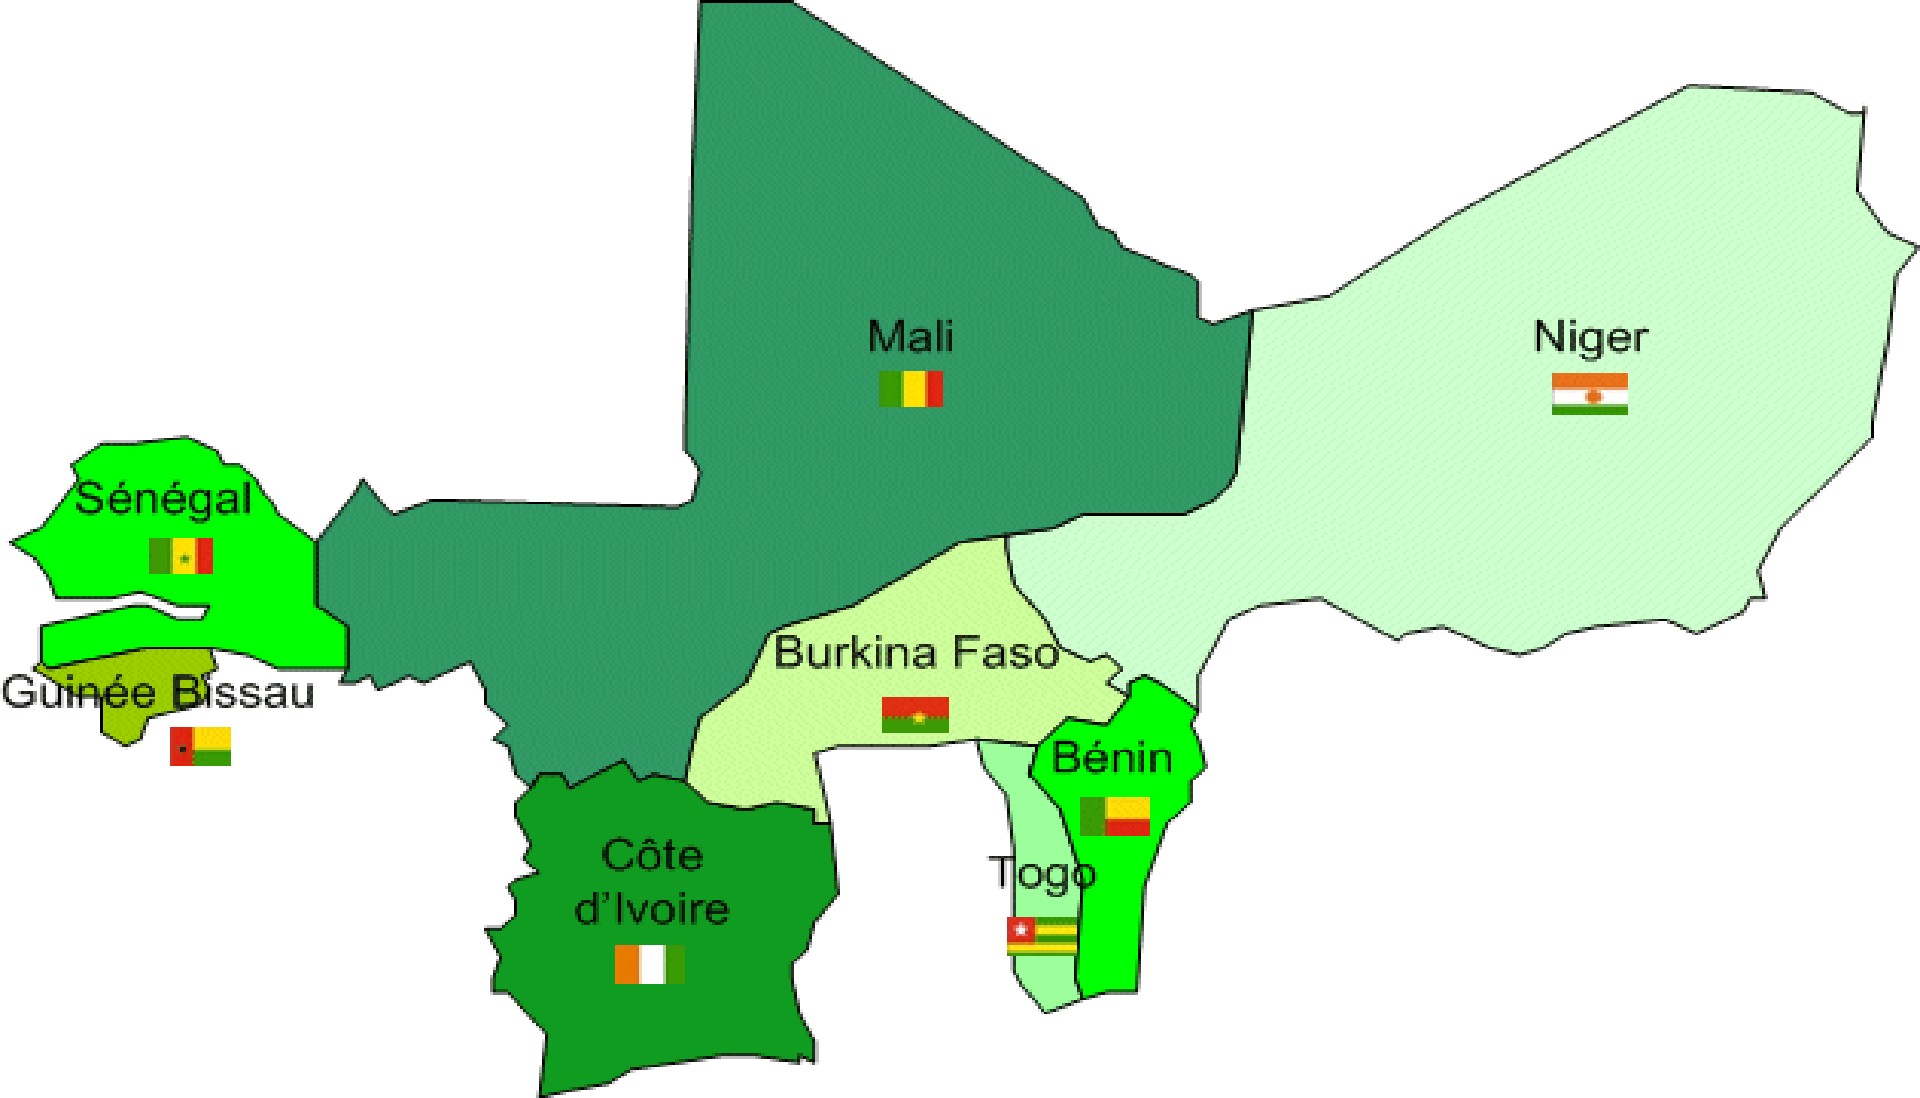 Mali
Niger
Sénégal
Burkina Faso
Guinée Bissau
Bénin
Côte
d’Ivoire
Togo